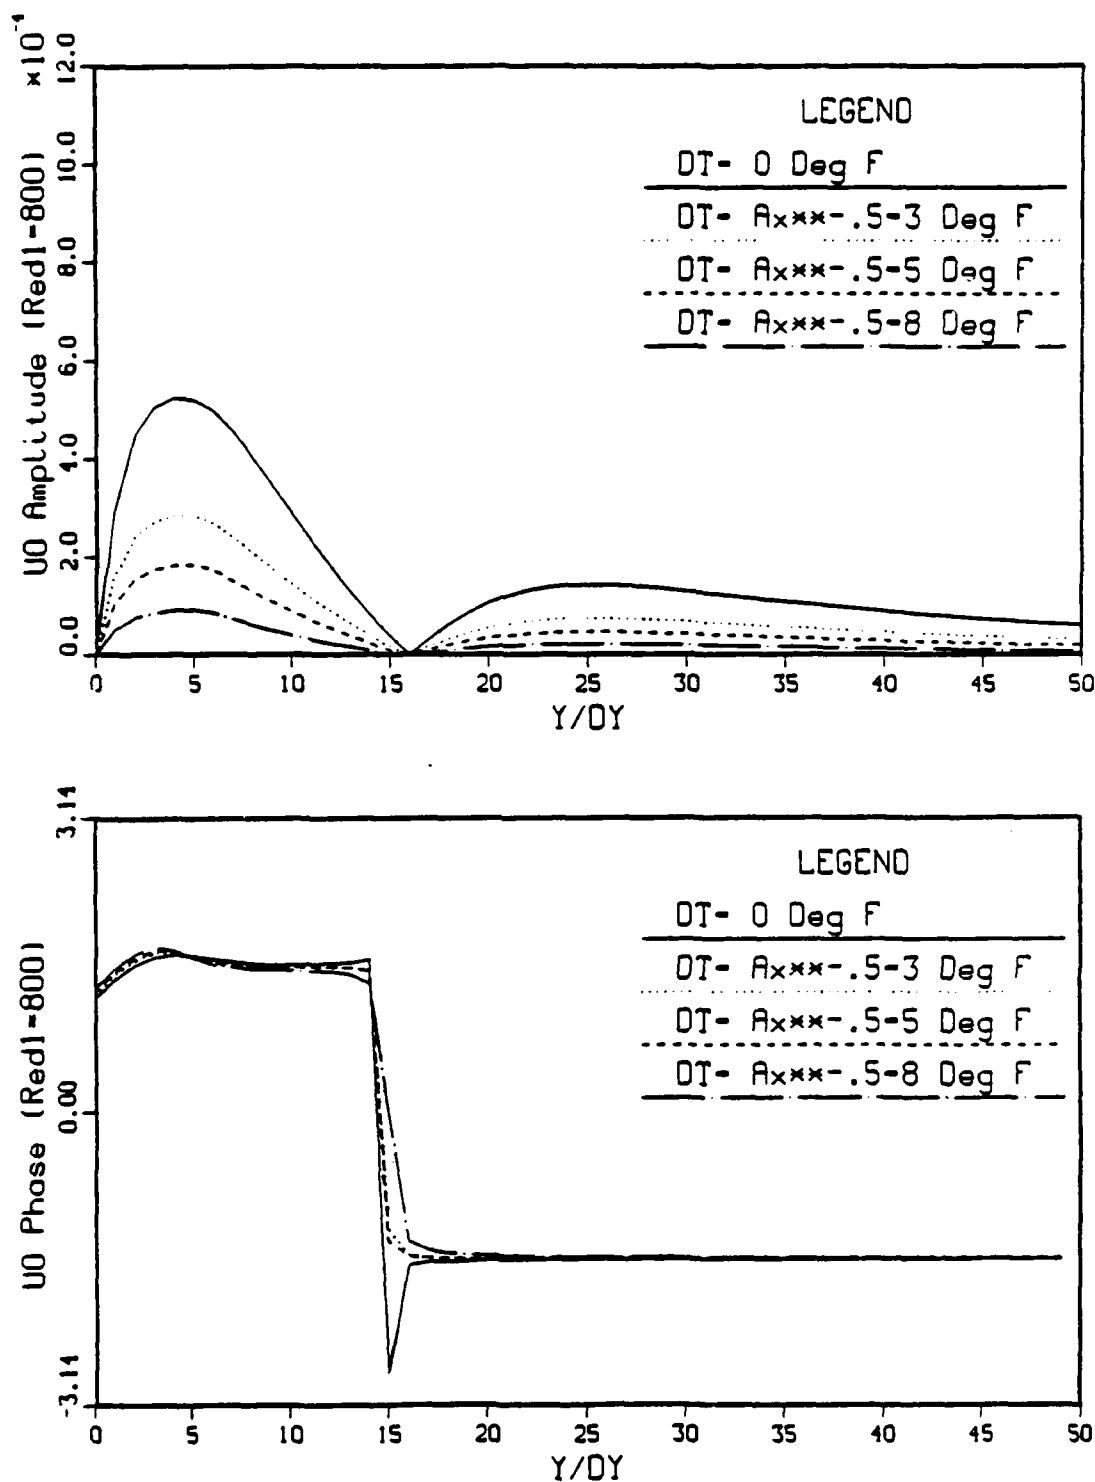 ×10⁻⁴
UO Amplitude (Red1-800)
12.0
10.0
8.0
6.0
4.0
2.0
0.0
LEGEND
DT- 0 Deg F
DT- Ax**-.5-3 Deg F
DT- Ax**-.5-5 Deg F
DT- Ax**-.5-8 Deg F
0 5 10 15 20 25 30 35 40 45 50
Y/DY
UO Phase (Red1-800)
3.14
0.00
-3.14
LEGEND
DT- 0 Deg F
DT- Ax**-.5-3 Deg F
DT- Ax**-.5-5 Deg F
DT- Ax**-.5-8 Deg F
0 5 10 15 20 25 30 35 40 45 50
Y/DY